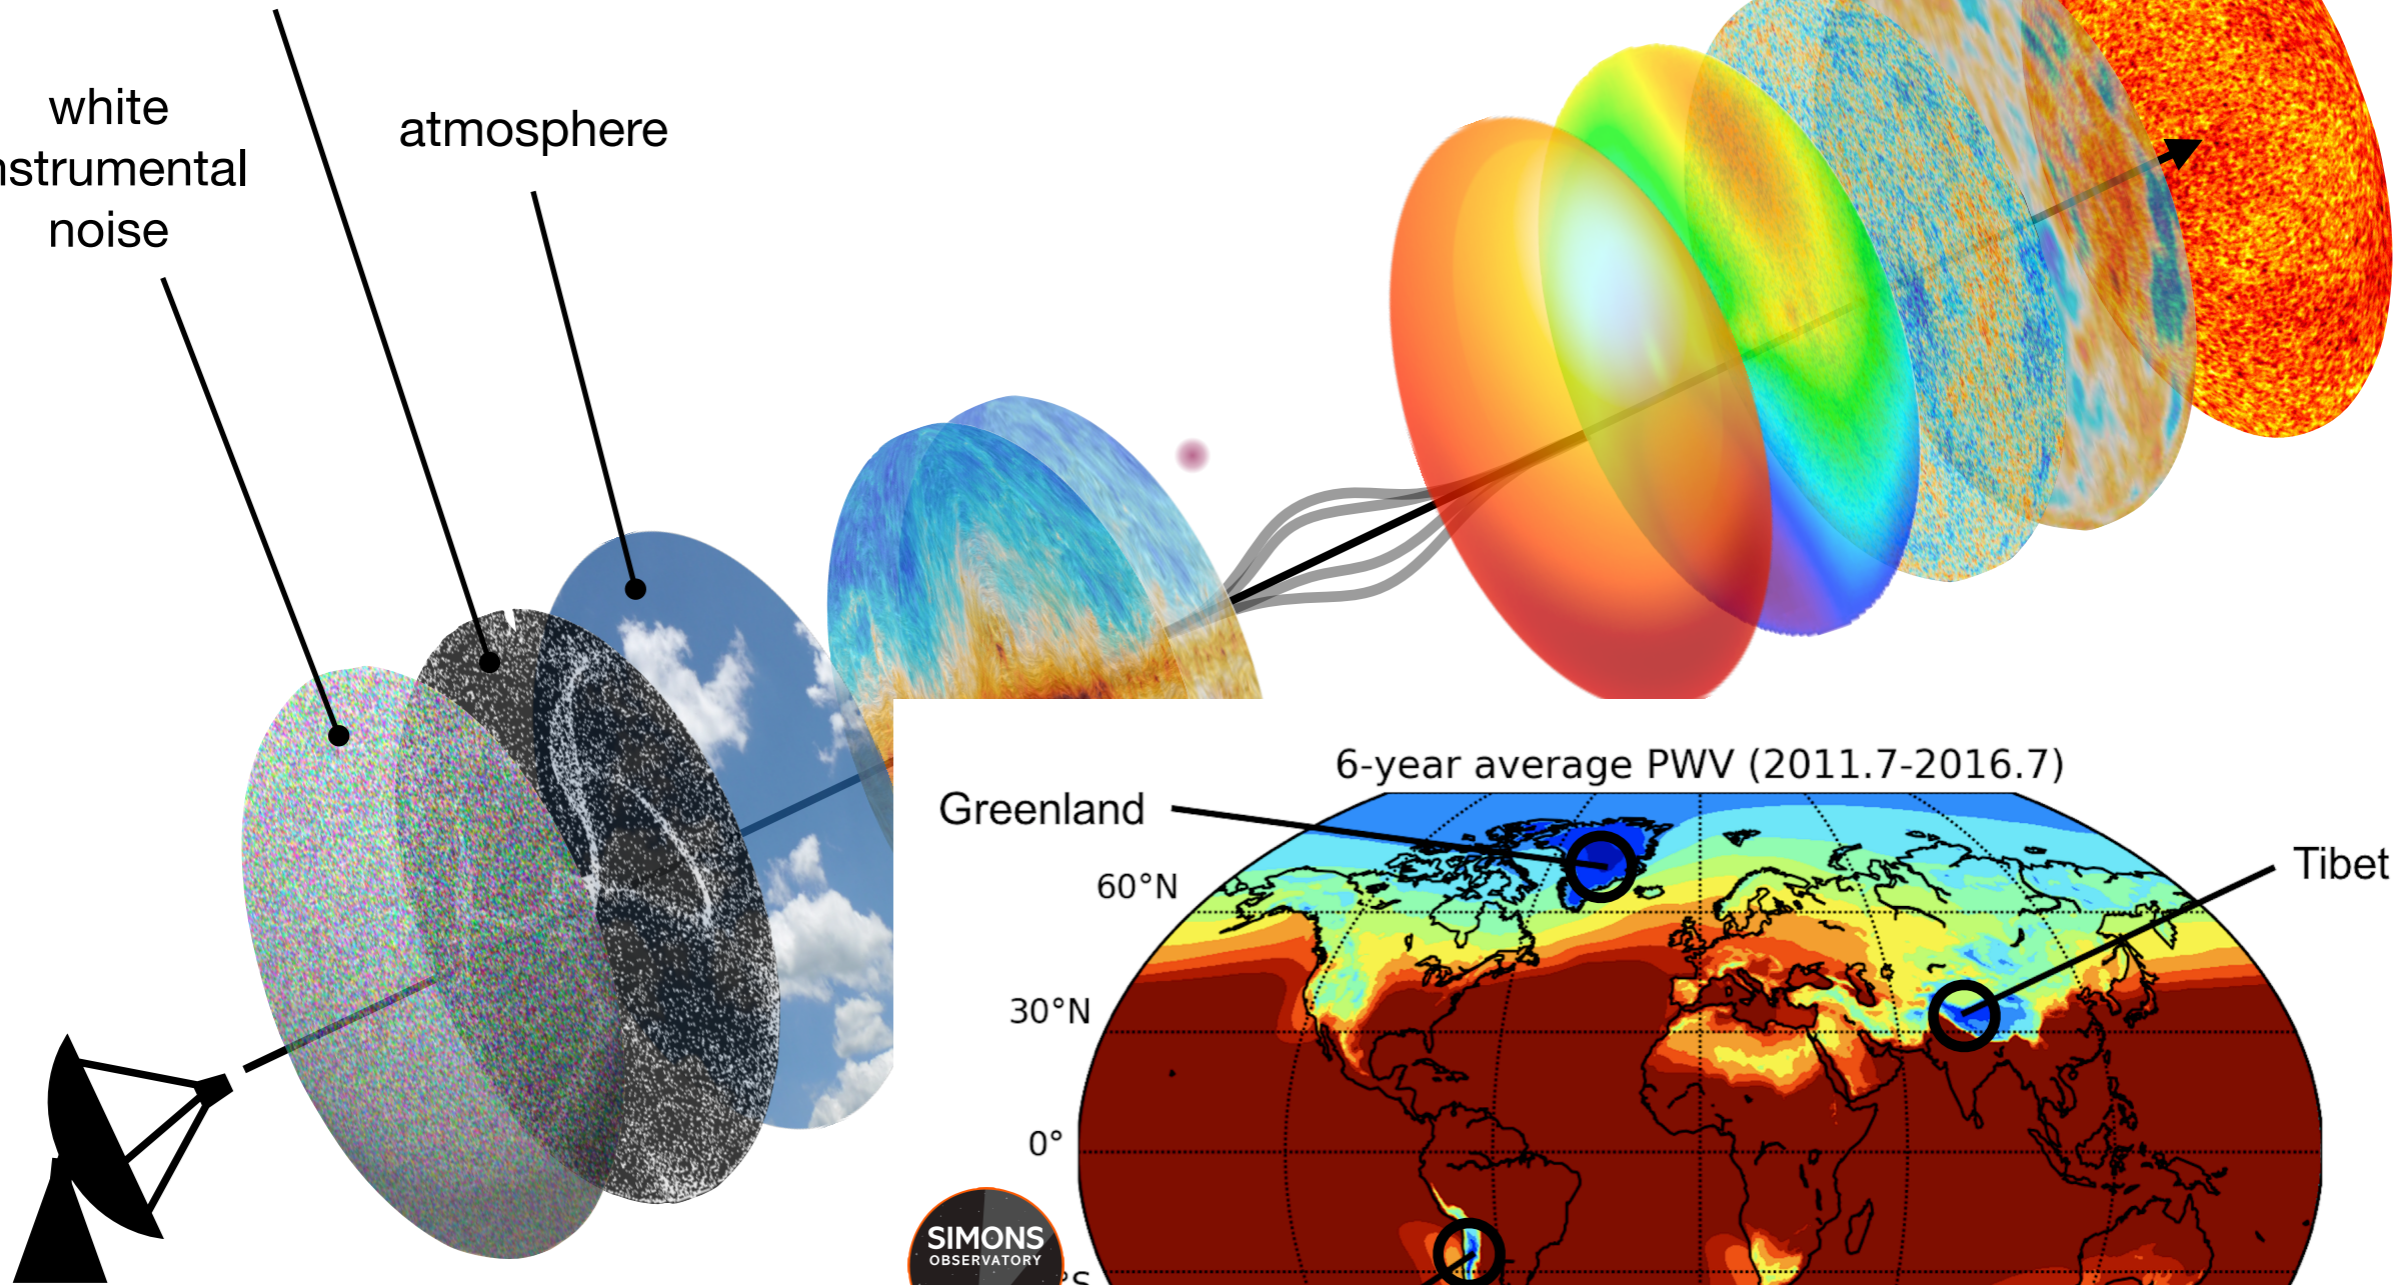 white
nstrumental
noise
atmosphere
6-year average PWV (2011.7-2016.7)
Greenland
Tibet
60°N
30°N
0°
SIMONS
OBSERVATORY
°S